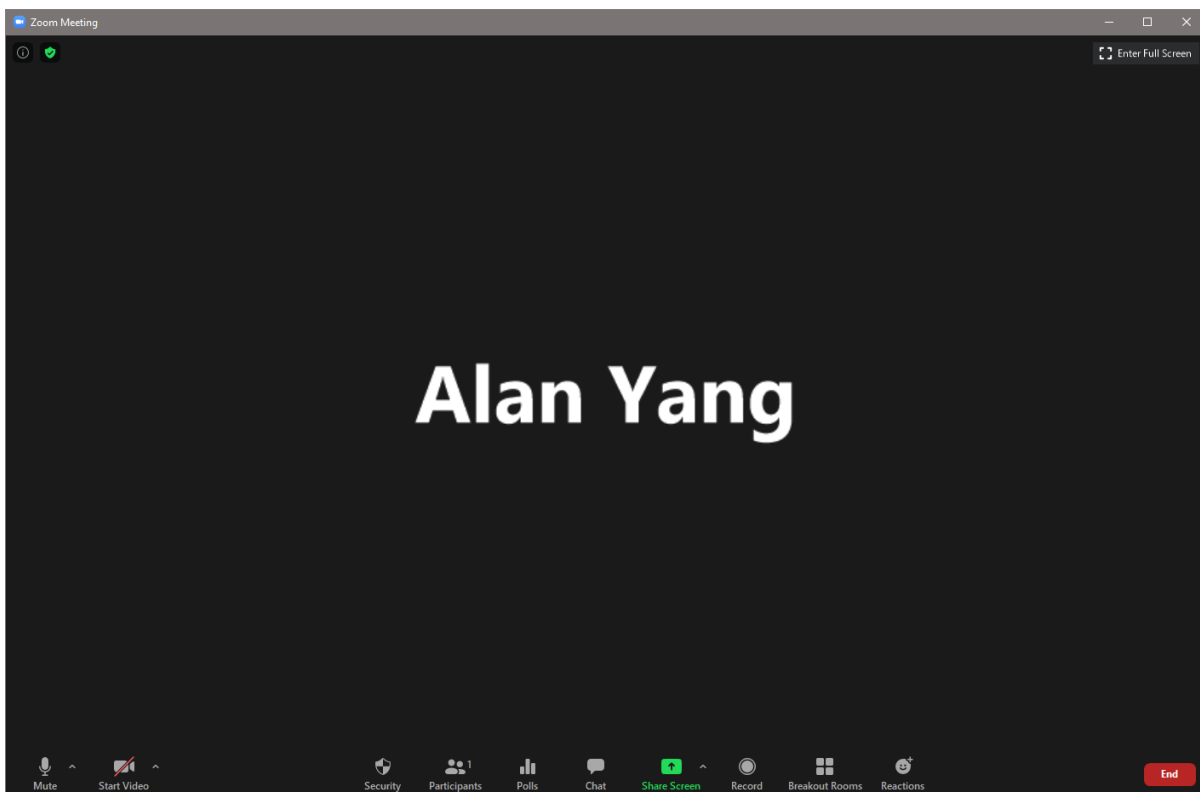 Zoom Meeting
Enter Full Screen
Alan Yang
Mute
Start Video
Security
Participants
1
Polls
Chat
Share Screen
Record
Breakout Rooms
Reactions
End